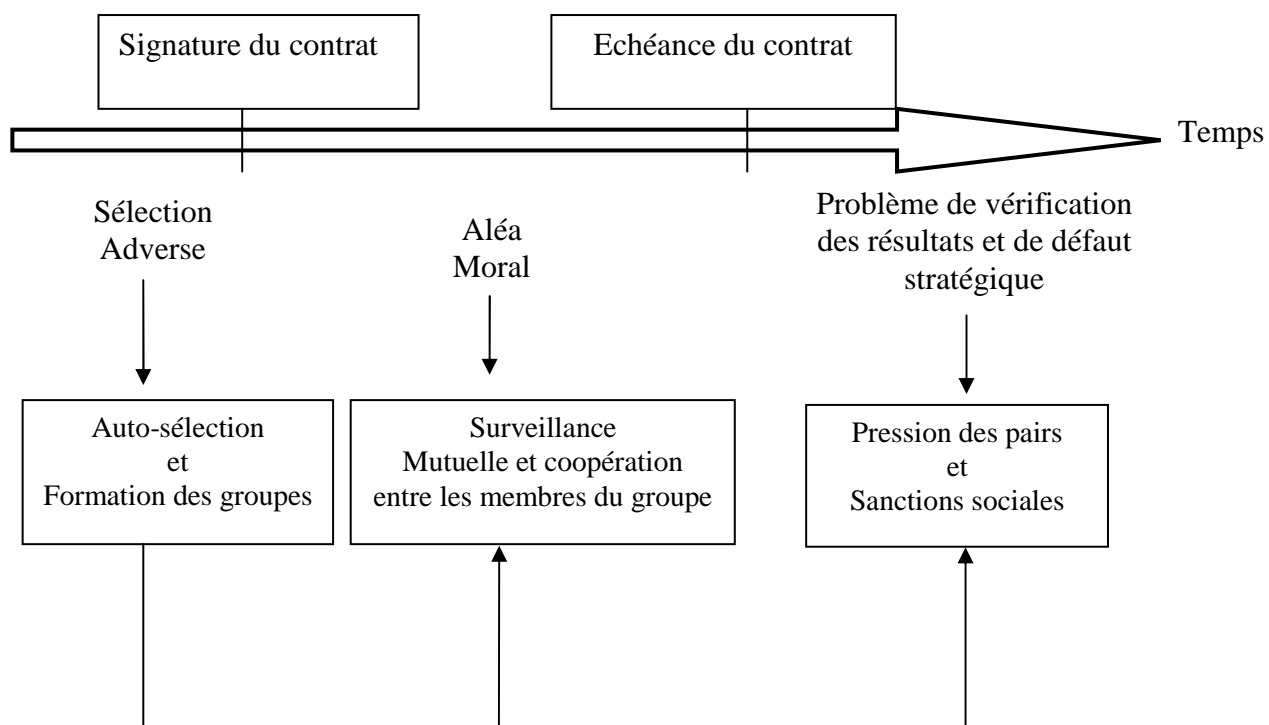 Signature du contrat
Echéance du contrat
Temps
Sélection
Adverse
Aléa
Moral
Problème de vérification
des résultats et de défaut
stratégique
Auto-sélection
et
Formation des groupes
Surveillance
Mutuelle et coopération
entre les membres du groupe
Pression des pairs
et
Sanctions sociales